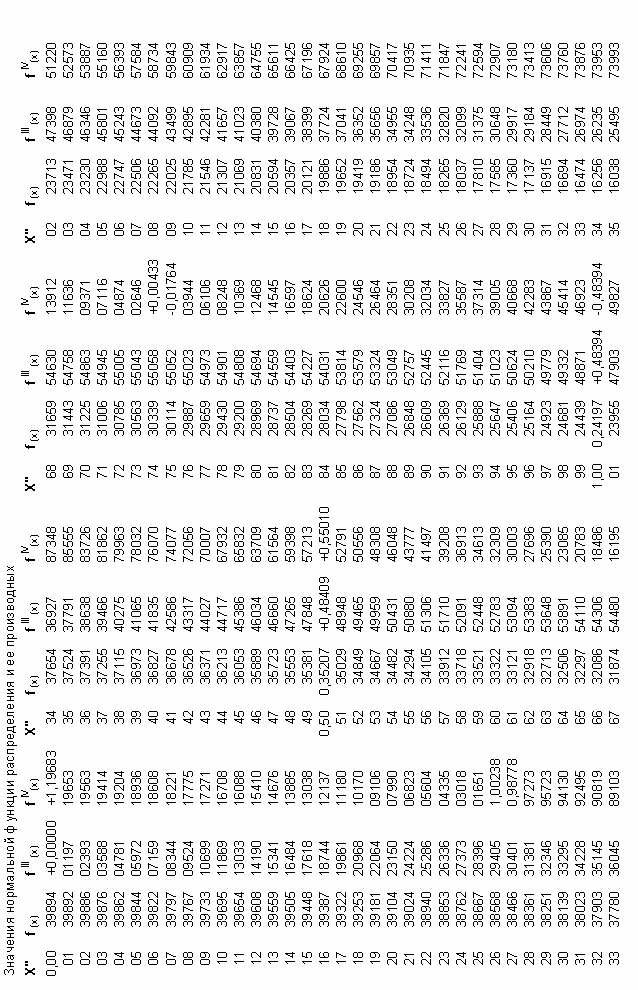 Значения нормальной функции распределения и ее производных
X" f(x) f III(x) f IV(x) X" f(x) f III(x) f IV(x) X" f(x) f III(x) f IV(x) X" f(x) f III(x) f IV(x)
0,00 39894 +0,00000 +1,19683 34 37654 36927 87348 68 31659 54630 13912 02 23713 47398 51220
01 39892 01197 19653 35 37524 37791 85555 69 31443 54758 11636 03 23471 46879 52573
02 39886 02393 19563 36 37391 38638 83726 70 31225 54863 09371 04 23230 46346 53887
03 39876 03588 19414 37 37255 39466 81862 71 31006 54945 07116 05 22988 45801 55160
04 39862 04781 19204 38 37115 40275 79963 72 30785 55005 04874 06 22747 45243 56393
05 39844 05972 18936 39 36973 41065 78032 73 30563 55043 02646 07 22506 44673 57584
06 39822 07159 18608 40 36827 41835 76070 74 30339 55058 +0,00433 08 22265 44092 58734
07 39797 08344 18221 41 36678 42586 74077 75 30114 55052 -0,01764 09 22025 43499 59843
08 39767 09524 17775 42 36526 43317 72056 76 29887 55023 03944 10 21785 42895 60909
09 39733 10699 17271 43 36371 44027 70007 77 29659 54973 06106 11 21546 42281 61934
10 39695 11869 16708 44 36213 44717 67932 78 29430 54901 08248 12 21307 41657 62917
11 39654 13033 16088 45 36053 45386 65832 79 29200 54808 10369 13 21069 41023 63857
12 39608 14190 15410 46 35889 46034 63709 80 28969 54694 12468 14 20831 40380 64755
13 39559 15341 14676 47 35723 46660 61564 81 28737 54559 14545 15 20594 39728 65611
14 39505 16484 13885 48 35553 47265 59398 82 28504 54403 16597 16 20357 39067 66425
15 39448 17618 13038 49 35381 47848 57213 83 28269 54227 18624 17 20121 38399 67196
16 39387 18744 12137 0,50 0,35207 +0,48409 +0,55010 84 28034 54031 20626 18 19886 37724 67924
17 39322 19861 11180 51 35029 48948 52791 85 27798 53814 22600 19 19652 37041 68610
18 39253 20968 10170 52 34849 49465 50556 86 27562 53579 24546 20 19419 36352 69255
19 39181 22064 09106 53 34667 49959 48308 87 27324 53324 26464 21 19186 35656 69857
20 39104 23150 07990 54 34482 50431 46048 88 27086 53049 28351 22 18954 34955 70417
21 39024 24224 06823 55 34294 50880 43777 89 26848 52757 30208 23 18724 34248 70935
22 38940 25286 05604 56 34105 51306 41497 90 26609 52445 32034 24 18494 33536 71411
23 38853 26336 04335 57 33912 51710 39208 91 26369 52116 33827 25 18265 32820 71847
24 38762 27373 03018 58 33718 52091 36913 92 26129 51769 35587 26 18037 32099 72241
25 38667 28396 01651 59 33521 52448 34613 93 25888 51404 37314 27 17810 31375 72594
26 38568 29405 1,00238 60 33322 52783 32309 94 25647 51023 39005 28 17585 30648 72907
27 38466 30401 0,98778 61 33121 53094 30003 95 25406 50624 40668 29 17360 29917 73180
28 38361 31381 97273 62 32918 53383 27696 96 25164 50210 42283 30 17137 29184 73413
29 38251 32346 95723 63 32713 53648 25390 97 24923 49779 43867 31 16915 28449 73606
30 38139 33295 94130 64 32506 53891 23085 98 24681 49332 45414 32 16694 27712 73760
31 38023 34228 92495 65 32297 54110 20783 99 24439 48871 46923 33 16474 26974 73876
32 37903 35145 90819 66 32086 54306 18486 1,00 0,24197 +0,48394 -0,48394 34 16256 26235 73953
33 37780 36045 89103 67 31874 54480 16195 01 23955 47903 49827 35 16038 25495 73993